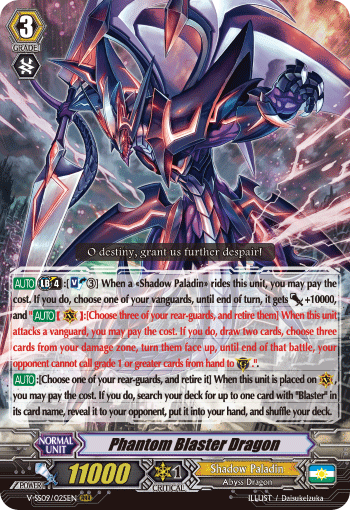 3
GRADE
O destiny, grant us further despair!
AUTO LB 4 :[V ③] When a «Shadow Paladin» rides this unit, you may pay the
cost. If you do, choose one of your vanguards, until end of turn, it gets +10000,
and "AUTO [ ]:[Choose three of your rear-guards, and retire them] When this unit
attacks a vanguard, you may pay the cost. If you do, draw two cards, choose three
cards from your damage zone, turn them face up, until end of that battle, your
opponent cannot call grade 1 or greater cards from hand to .".
AUTO :[Choose one of your rear-guards, and retire it] When this unit is placed on ,
you may pay the cost. If you do, search your deck for up to one card with "Blaster" in
its card name, reveal it to your opponent, put it into your hand, and shuffle your deck.
NORMAL
UNIT
Phantom Blaster Dragon
POWER
11000
1
CRITICAL
Shadow Paladin
Abyss Dragon
V-SS09/025EN RRR
ILLUST / Daisukelzuka